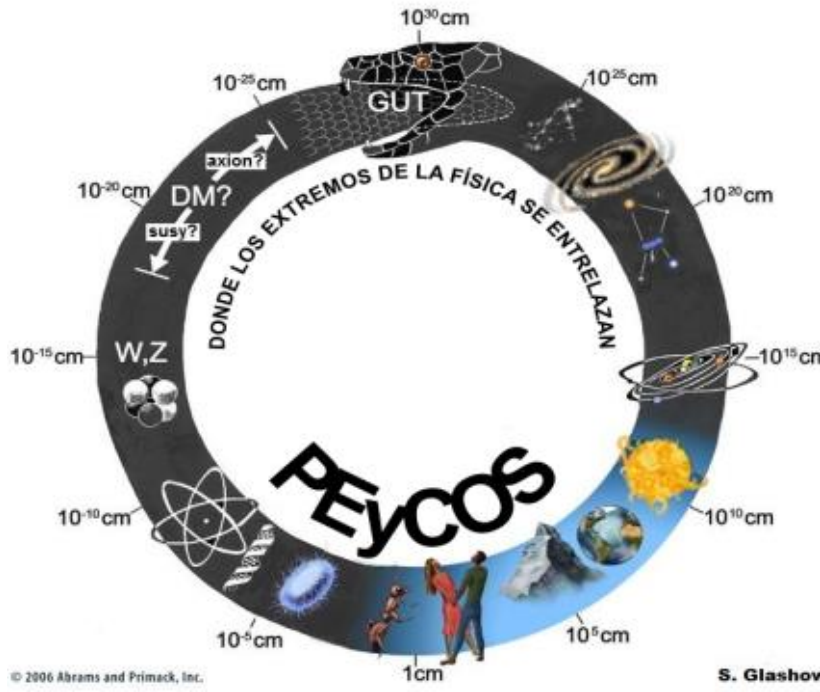 10³⁰cm
10⁻²⁵cm
GUT
10²⁵cm
axion?
DM?
susy?
10⁻²⁰cm
10²⁰cm
DONDE LOS EXTREMOS DE LA FÍSICA SE ENTRELAZAN
10⁻¹⁵cm
W,Z
10¹⁵cm
PEyCOS
10⁻¹⁰cm
10¹⁰cm
10⁻⁵cm
10⁵cm
1cm
© 2006 Abrams and Primack, Inc.
S. Glashow